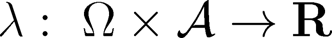 λ : Ω × 𝒜 → 𝐑